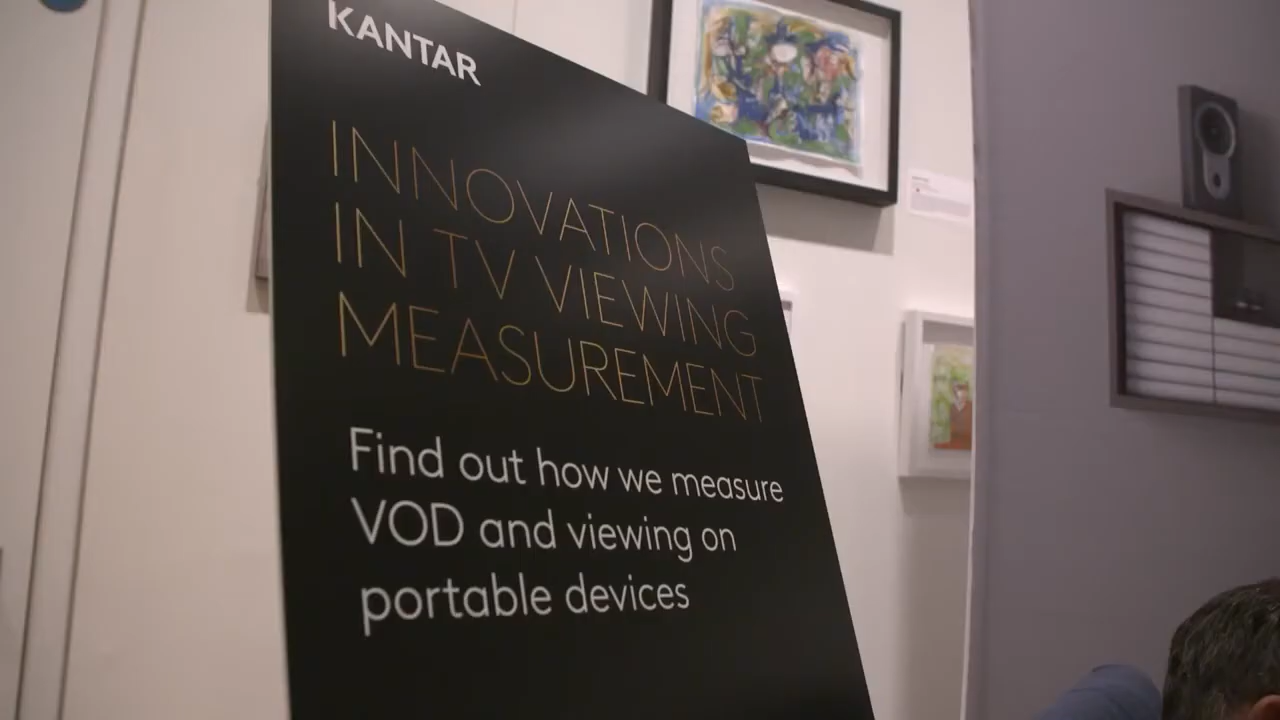 KANTAR
INNOVATIONS
IN TV VIEWING
MEASUREMENT
Find out how we measure
VOD and viewing on
portable devices